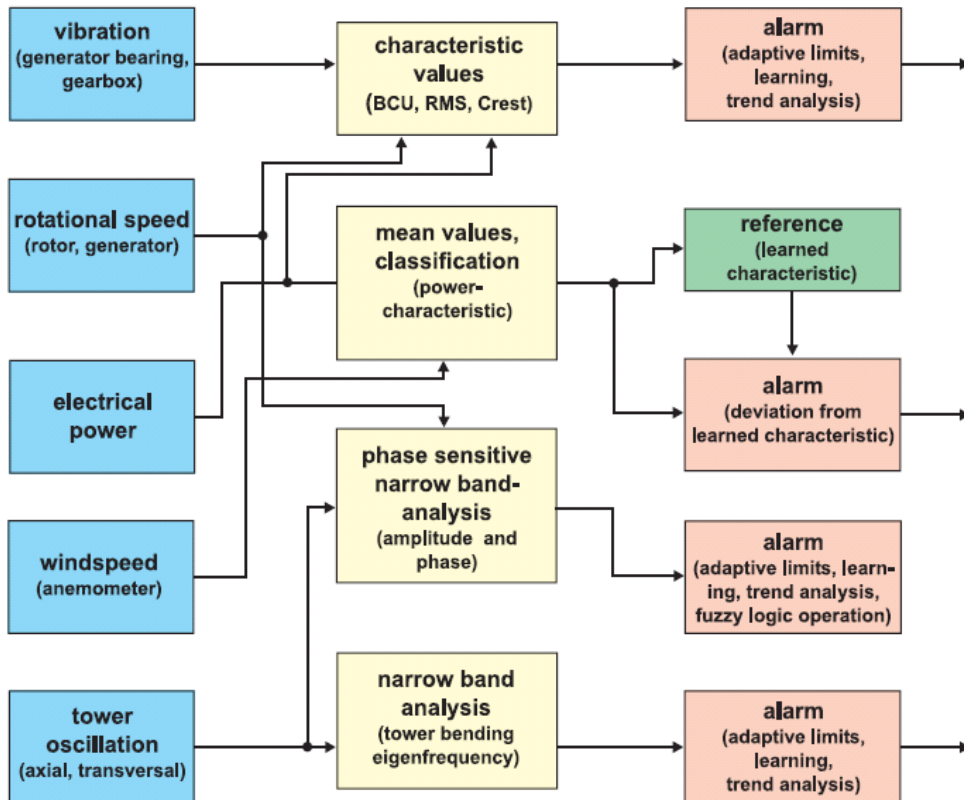 vibration
(generator bearing,
gearbox)
characteristic
values
(BCU, RMS, Crest)
alarm
(adaptive limits,
learning,
trend analysis)
rotational speed
(rotor, generator)
mean values,
classification
(power-
characteristic)
reference
(learned
characteristic)
electrical
power
alarm
(deviation from
learned characteristic)
phase sensitive
narrow band-
analysis
(amplitude and
phase)
windspeed
(anemometer)
alarm
(adaptive limits, learn-
ing, trend analysis,
fuzzy logic operation)
tower
oscillation
(axial, transversal)
narrow band
analysis
(tower bending
eigenfrequency)
alarm
(adaptive limits,
learning,
trend analysis)